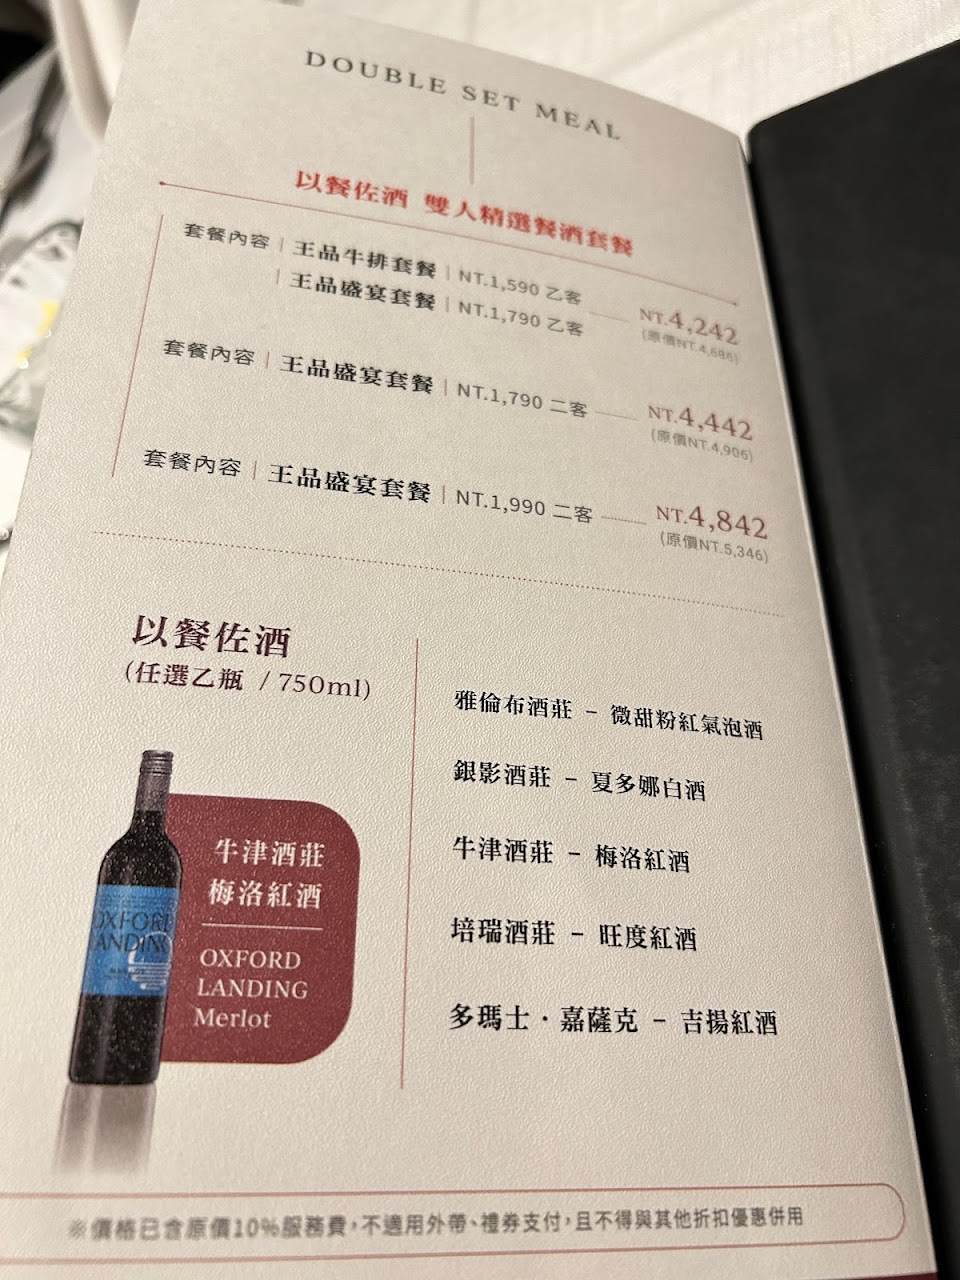 DOUBLE SET MEAL
以餐佐酒 雙人精選餐酒套餐
套餐內容 | 王品牛排套餐 | NT.1,590 乙客
| 王品盛宴套餐 | NT.1,790 乙客
NT.4,242
(原價NT.4,686)
套餐內容 | 王品盛宴套餐 | NT.1,790 二客
NT.4,442
(原價NT.4,906)
套餐內容 | 王品盛宴套餐 | NT.1,990 二客
NT.4,842
(原價NT.5,346)
以餐佐酒
(任選乙瓶 / 750ml)
雅倫布酒莊 – 微甜粉紅氣泡酒
銀影酒莊 – 夏多娜白酒
牛津酒莊 – 梅洛紅酒
培瑞酒莊 – 旺度紅酒
多瑪士·嘉薩克 – 吉揚紅酒
牛津酒莊
梅洛紅酒
OXFORD
LANDING
Merlot
OXFORD
LANDING
※價格已含原價10%服務費，不適用外帶、禮券支付，且不得與其他折扣優惠併用